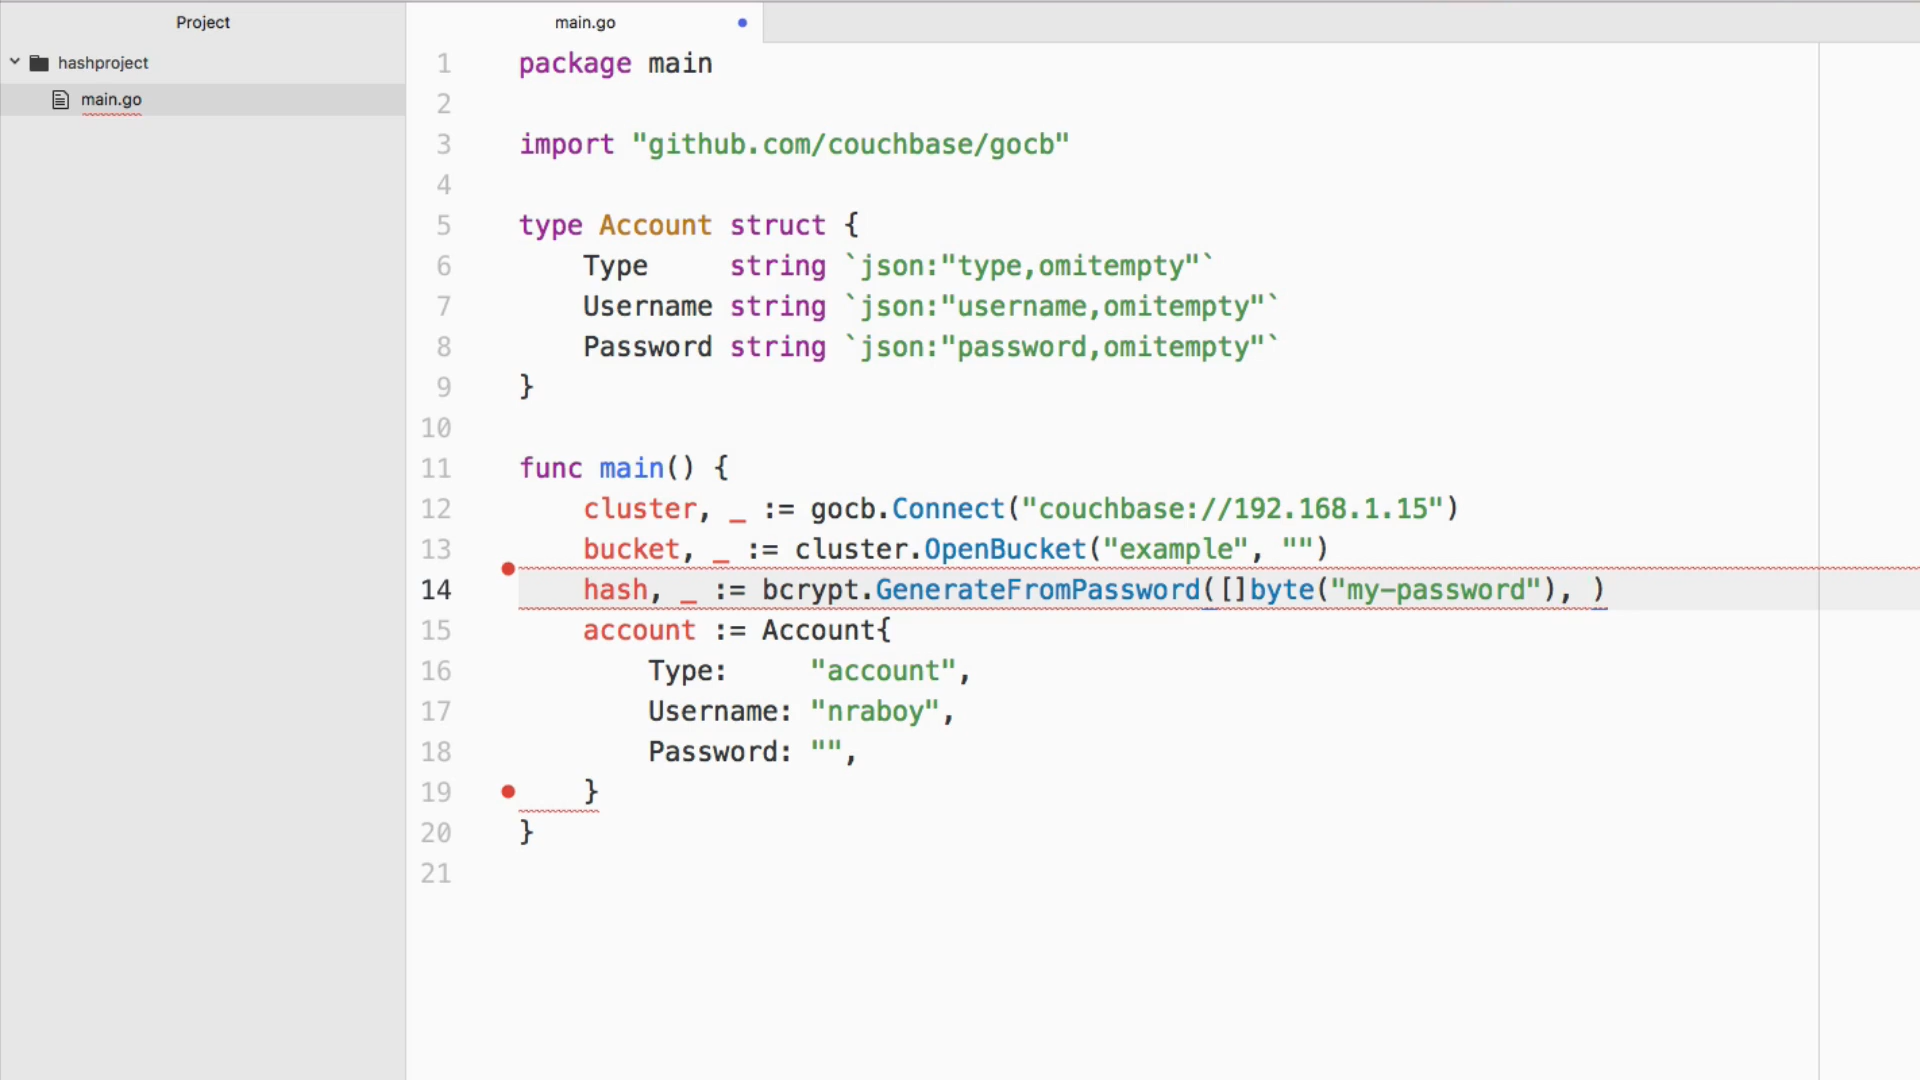 Project
main.go
hashproject
main.go
1 package main
2
3 import "github.com/couchbase/gocb"
4
5 type Account struct {
6     Type     string `json:"type,omitempty"`
7     Username string `json:"username,omitempty"`
8     Password string `json:"password,omitempty"`
9 }
10
11 func main() {
12     cluster, _ := gocb.Connect("couchbase://192.168.1.15")
13     bucket, _ := cluster.OpenBucket("example", "")
14     hash, _ := bcrypt.GenerateFromPassword([]byte("my-password"), )
15     account := Account{
16         Type:     "account",
17         Username: "nraboy",
18         Password: "",
19     }
20 }
21